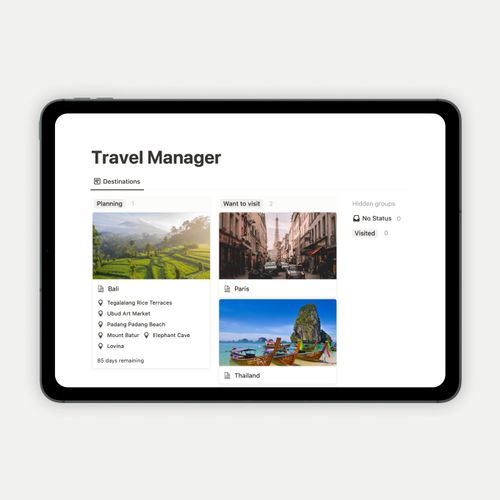 Travel Manager
Destinations
Planning 1
Bali
Tegalalang Rice Terraces
Ubud Art Market
Padang Padang Beach
Mount Batur Elephant Cave
Lovina
85 days remaining
Want to visit 2
Paris
Thailand
Hidden groups
No Status 0
Visited 0